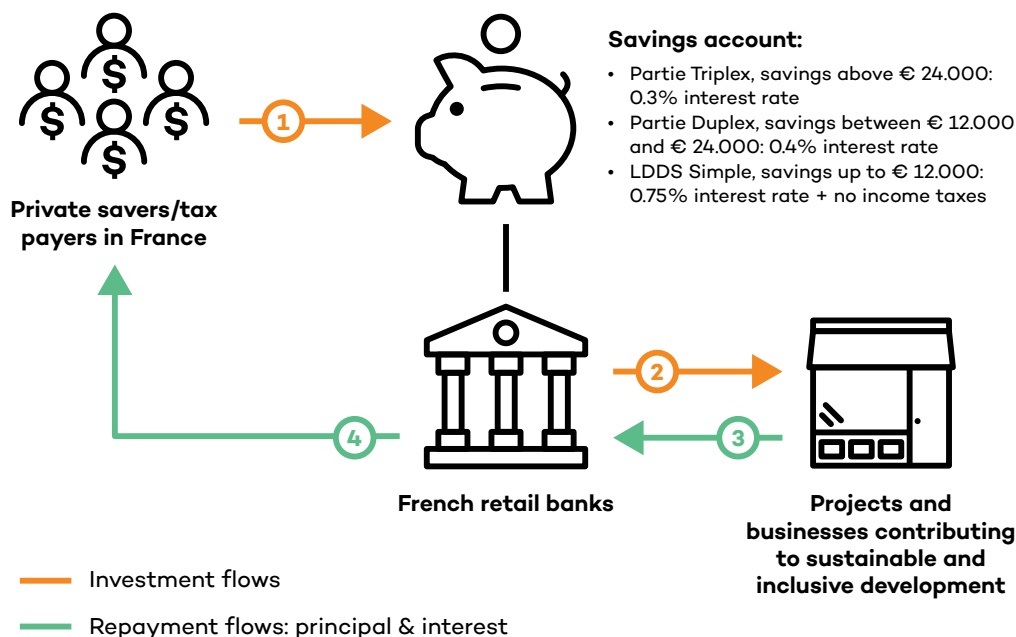 $
$
$
$
1
Private savers/tax
payers in France
Savings account:
• Partie Triplex, savings above € 24.000:
0.3% interest rate
• Partie Duplex, savings between € 12.000
and € 24.000: 0.4% interest rate
• LDDS Simple, savings up to € 12.000:
0.75% interest rate + no income taxes
2
3
4
French retail banks
Projects and
businesses contributing
to sustainable and
inclusive development
Investment flows
Repayment flows: principal & interest